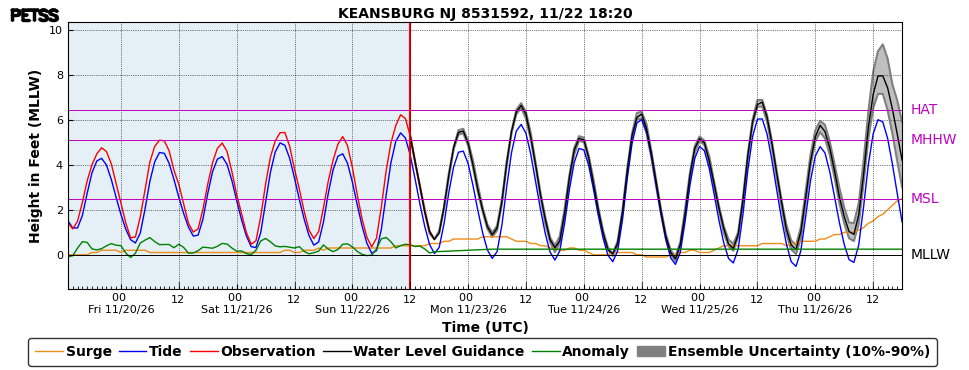 PETSS
KEANSBURG NJ 8531592, 11/22 18:20
Height in Feet (MLLW)
10
8
6
4
2
0
HAT
MHHW
MSL
MLLW
00 12 00 12 00 12 00 12 00 12 00 12 00 12
Fri 11/20/26 Sat 11/21/26 Sun 11/22/26 Mon 11/23/26 Tue 11/24/26 Wed 11/25/26 Thu 11/26/26
Time (UTC)
Surge Tide Observation Water Level Guidance Anomaly Ensemble Uncertainty (10%-90%)